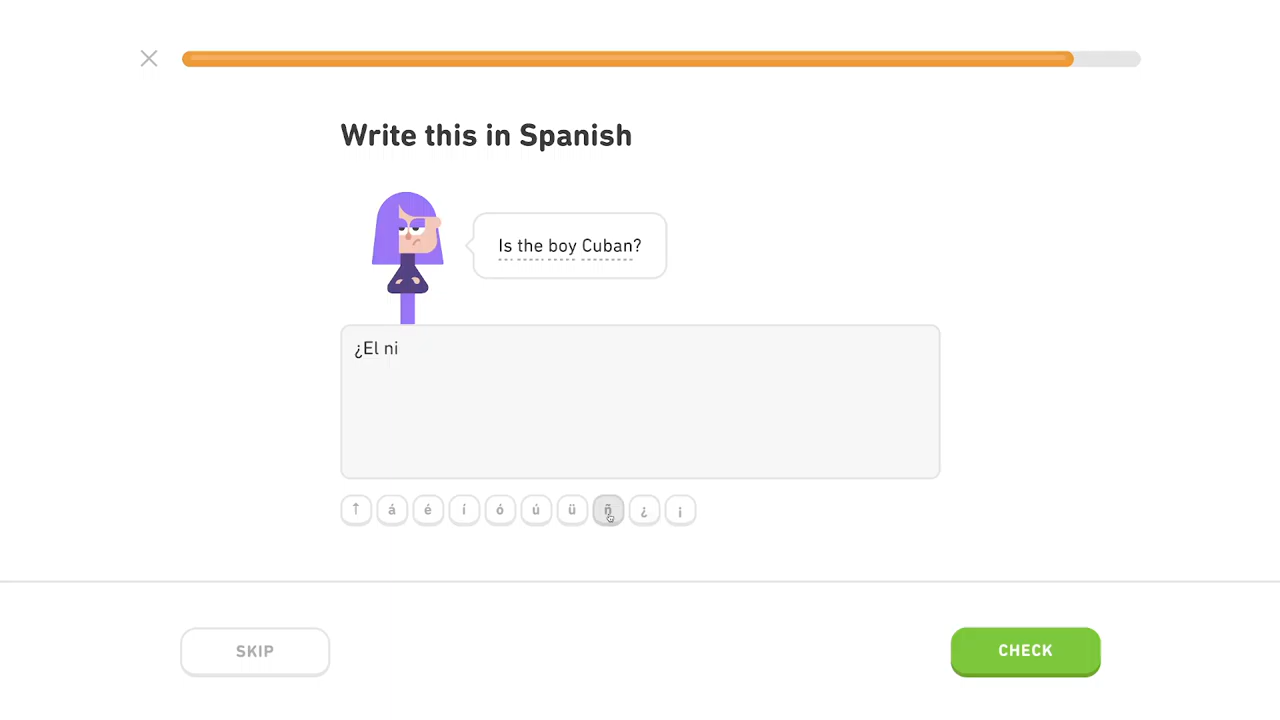 Write this in Spanish
Is the boy Cuban?
¿El ni
↑ á é í ó ú ü ñ ¿ ¡
SKIP
CHECK